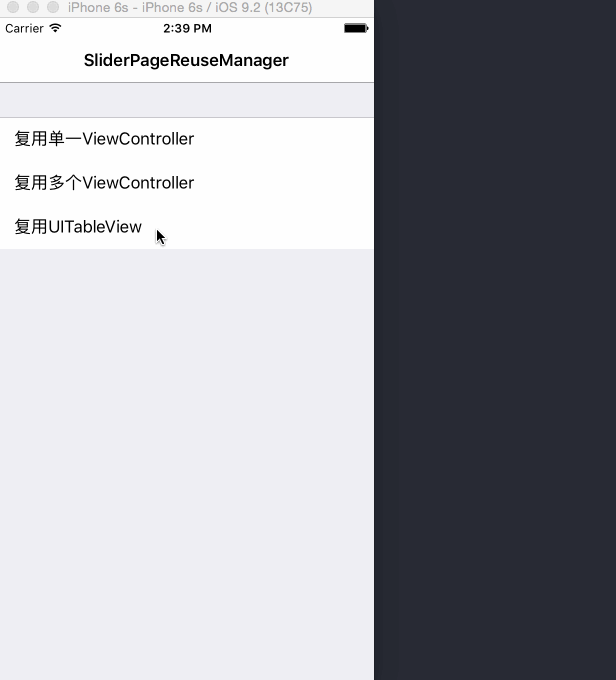 iPhone 6s - iPhone 6s / iOS 9.2 (13C75)
Carrier 2:39 PM
SliderPageReuseManager
复用单一ViewController
复用多个ViewController
复用UITableView